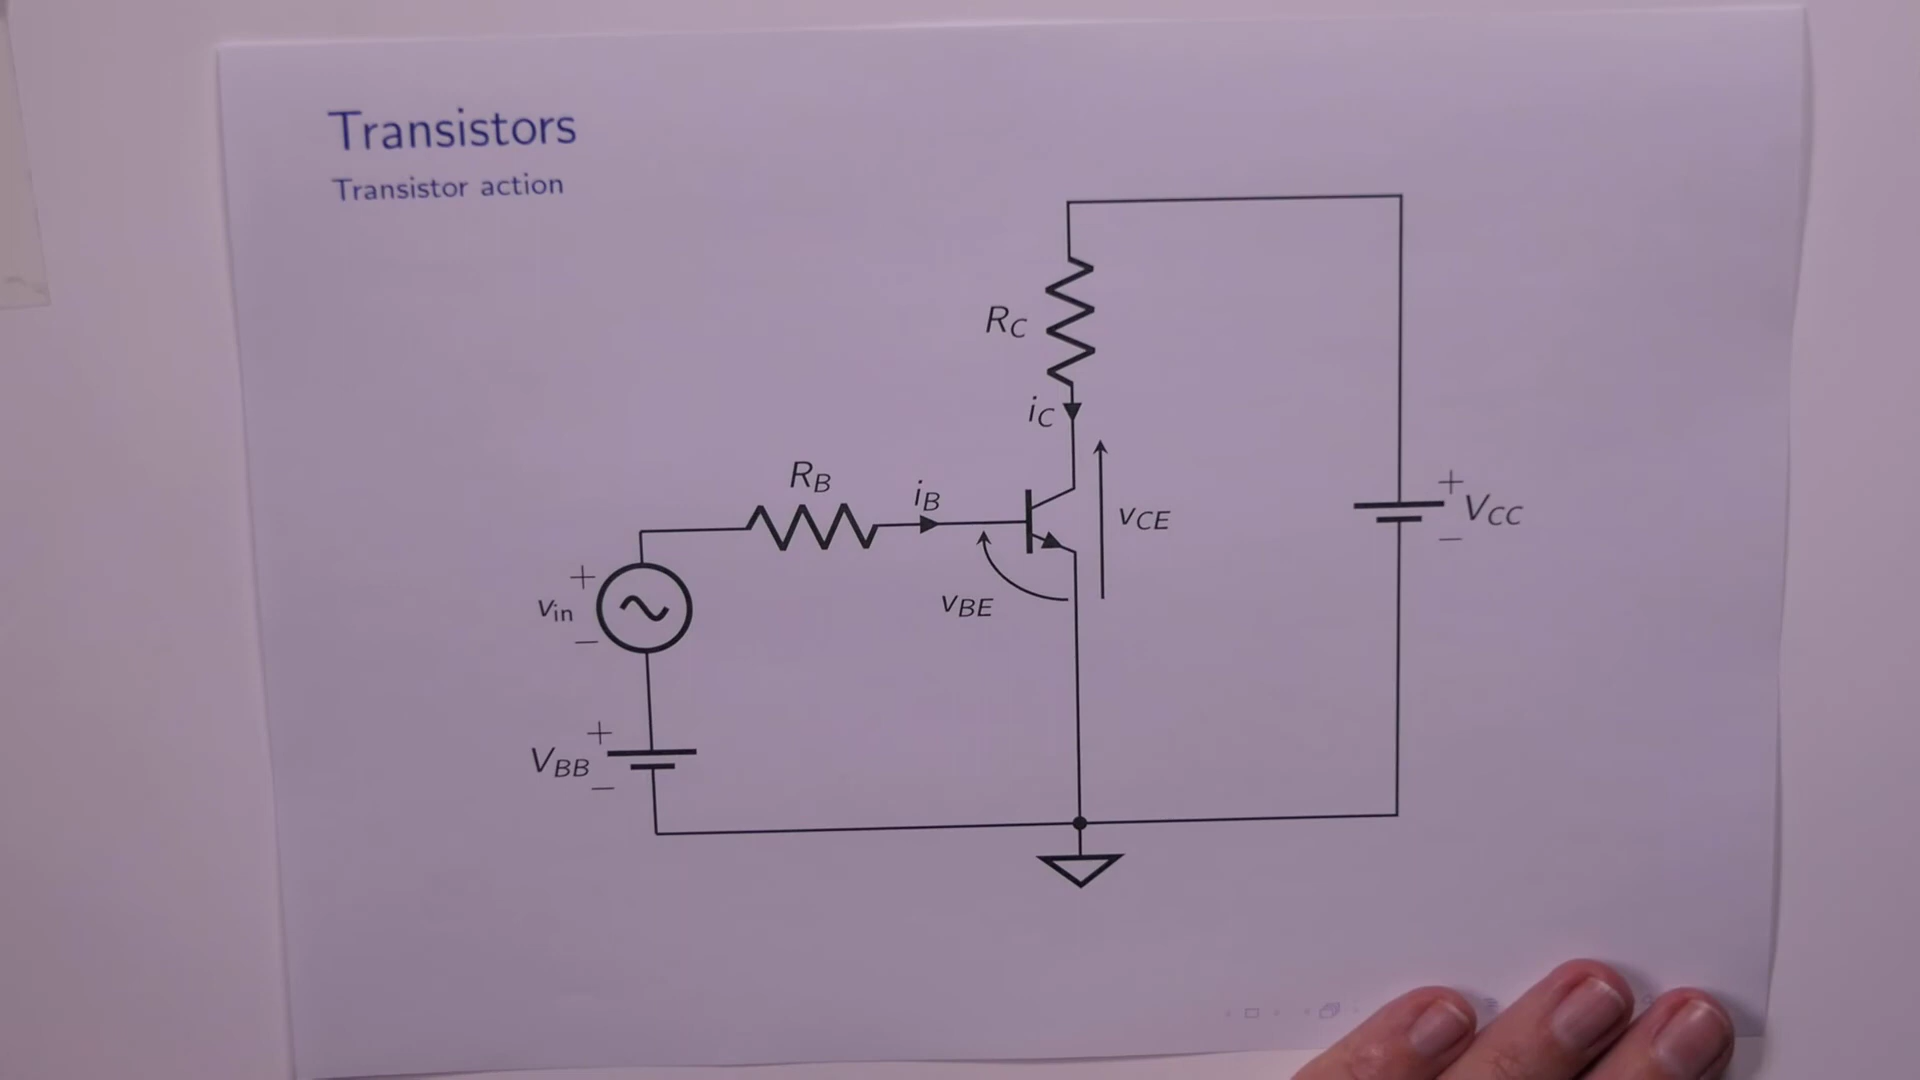 Transistors
Transistor action
R_C
i_C
R_B
i_B
+
v_CE
+
V_CC
−
+
v_in
−
v_BE
+
V_BB
−